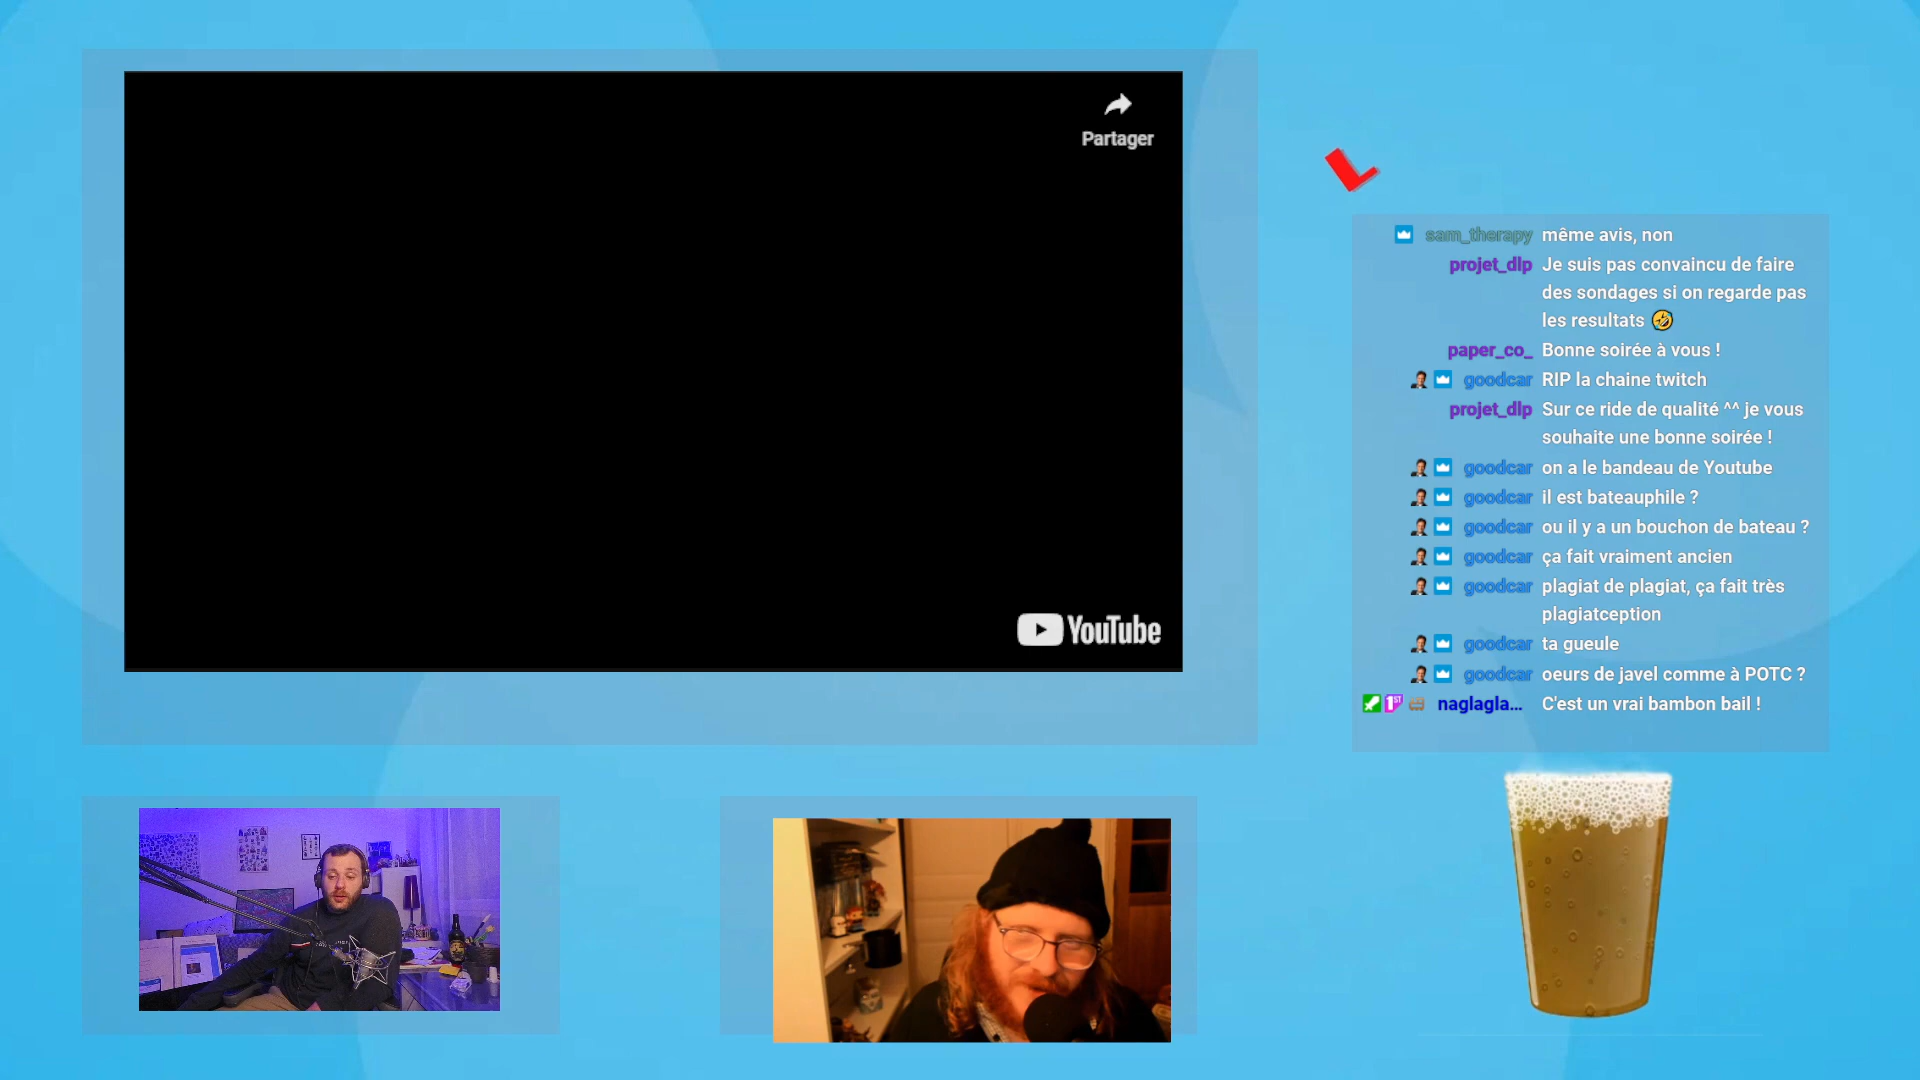 Partager
YouTube
sam_therapy même avis, non
projet_dlp Je suis pas convaincu de faire
des sondages si on regarde pas
les resultats 🤣
paper_co_ Bonne soirée à vous !
goodcar RIP la chaine twitch
projet_dlp Sur ce ride de qualité ^^ je vous
souhaite une bonne soirée !
goodcar on a le bandeau de Youtube
goodcar il est bateauphile ?
goodcar ou il y a un bouchon de bateau ?
goodcar ça fait vraiment ancien
goodcar plagiat de plagiat, ça fait très
plagiatception
goodcar ta gueule
goodcar oeurs de javel comme à POTC ?
1ST naglagla... C'est un vrai bambon bail !
L